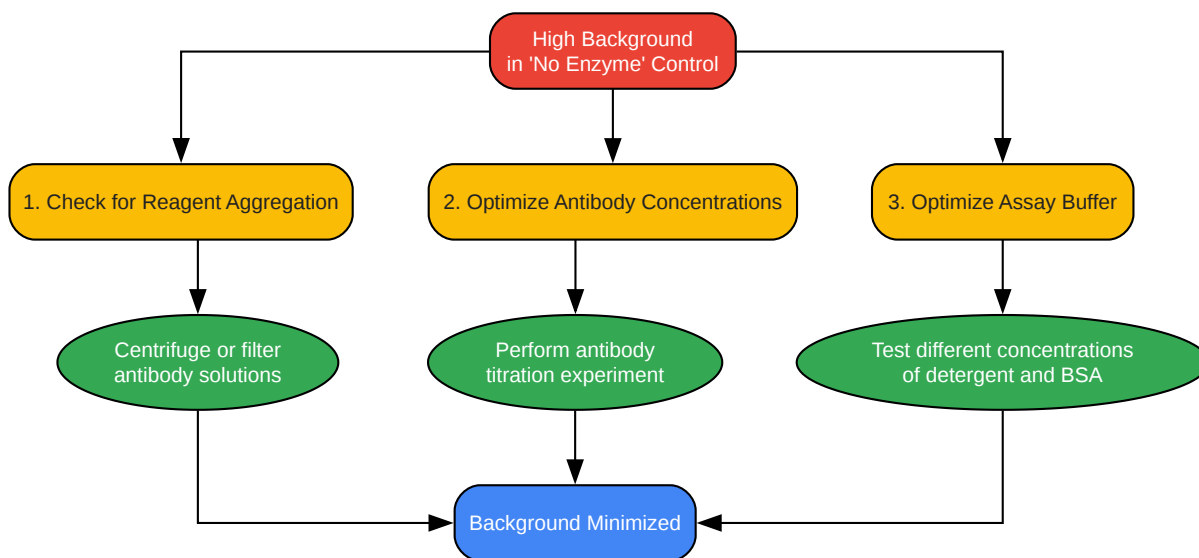 High Background
in 'No Enzyme' Control
1. Check for Reagent Aggregation
2. Optimize Antibody Concentrations
3. Optimize Assay Buffer
Centrifuge or filter
antibody solutions
Perform antibody
titration experiment
Test different concentrations
of detergent and BSA
Background Minimized